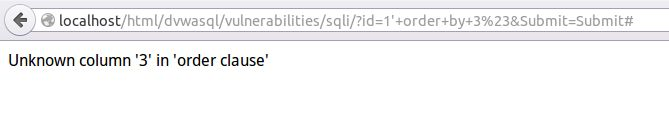 localhost/html/dvwasql/vulnerabilities/sqli/?id=1'+order+by+3%23&Submit=Submit#
Unknown column '3' in 'order clause'